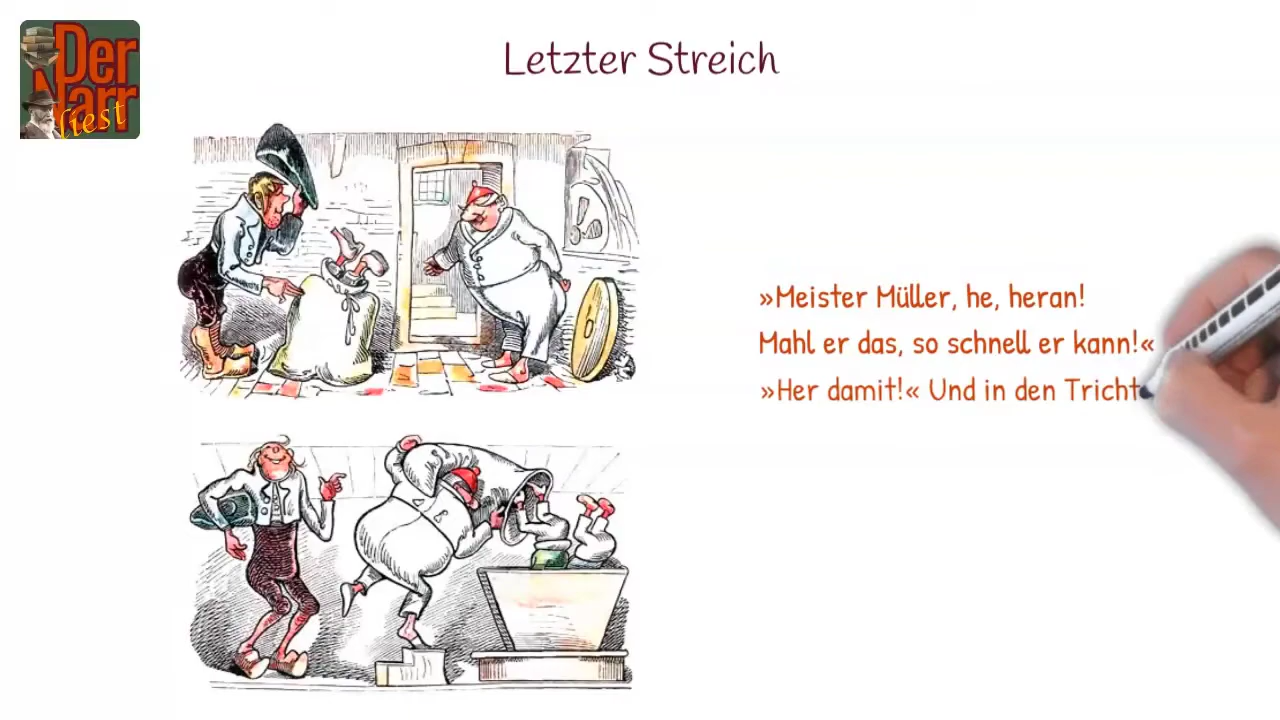 Der
Narr
liest
Letzter Streich
»Meister Müller, he, heran!
Mahl er das, so schnell er kann!«
»Her damit!« Und in den Tricht